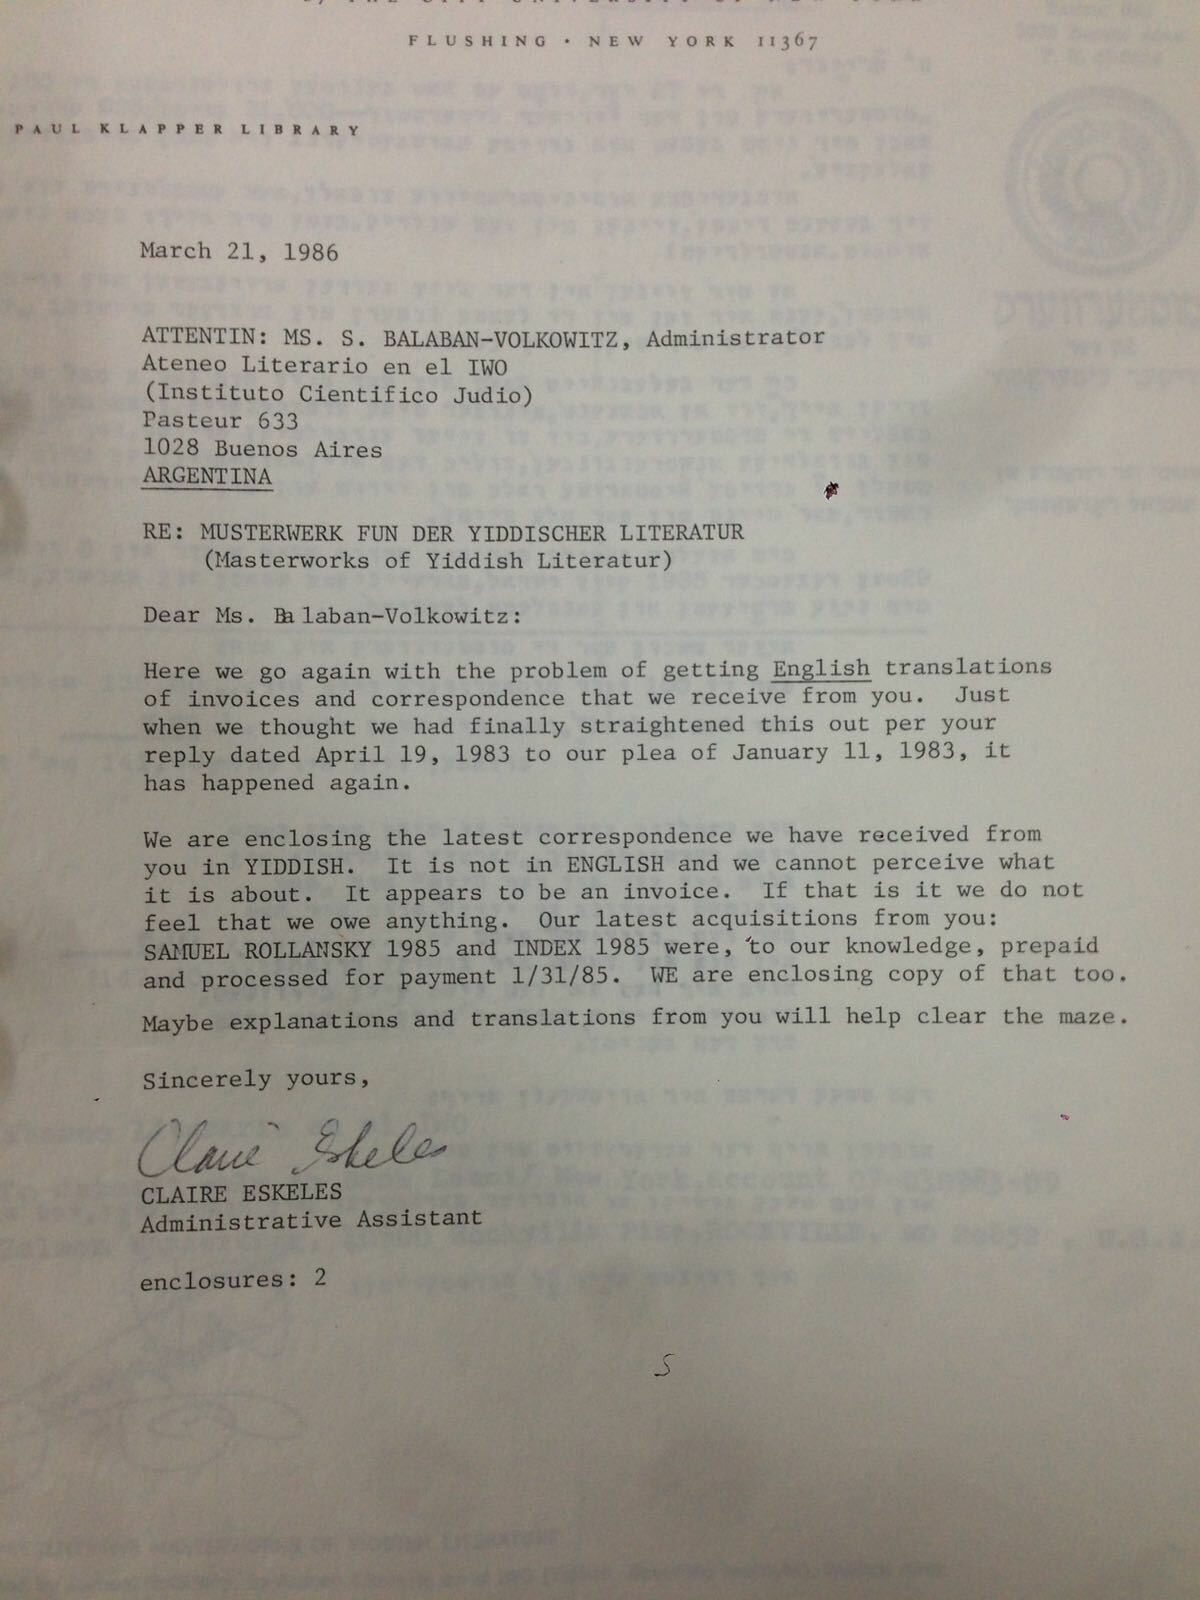 OF THE CITY UNIVERSITY OF NEW YORK
FLUSHING · NEW YORK 11367
PAUL KLAPPER LIBRARY
March 21, 1986
ATTENTIN: MS. S. BALABAN-VOLKOWITZ, Administrator
Ateneo Literario en el IWO
(Instituto Cientifico Judio)
Pasteur 633
1028 Buenos Aires
ARGENTINA
RE: MUSTERWERK FUN DER YIDDISCHER LITERATUR
(Masterworks of Yiddish Literatur)
Dear Ms. Balaban-Volkowitz:
Here we go again with the problem of getting English translations
of invoices and correspondence that we receive from you. Just
when we thought we had finally straightened this out per your
reply dated April 19, 1983 to our plea of January 11, 1983, it
has happened again.
We are enclosing the latest correspondence we have received from
you in YIDDISH. It is not in ENGLISH and we cannot perceive what
it is about. It appears to be an invoice. If that is it we do not
feel that we owe anything. Our latest acquisitions from you:
SAMUEL ROLLANSKY 1985 and INDEX 1985 were, to our knowledge, prepaid
and processed for payment 1/31/85. WE are enclosing copy of that too.
Maybe explanations and translations from you will help clear the maze.
Sincerely yours,
Claire Eskeles
CLAIRE ESKELES
Administrative Assistant
enclosures: 2